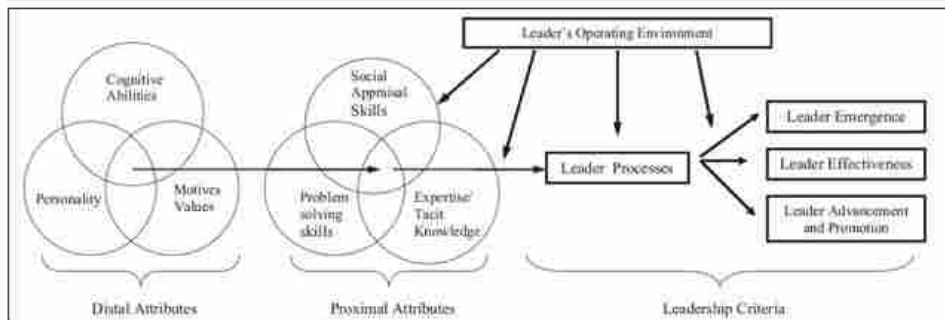 Leader's Operating Environment
Cognitive
Abilities
Social
Appraisal
Skills
Leader Emergence
Personality
Motives
Values
Problem
solving
skills
Expertise/
Tacit
Knowledge
Leader Processes
Leader Effectiveness
Leader Advancement
and Promotion
Distal Attributes
Proximal Attributes
Leadership Criteria